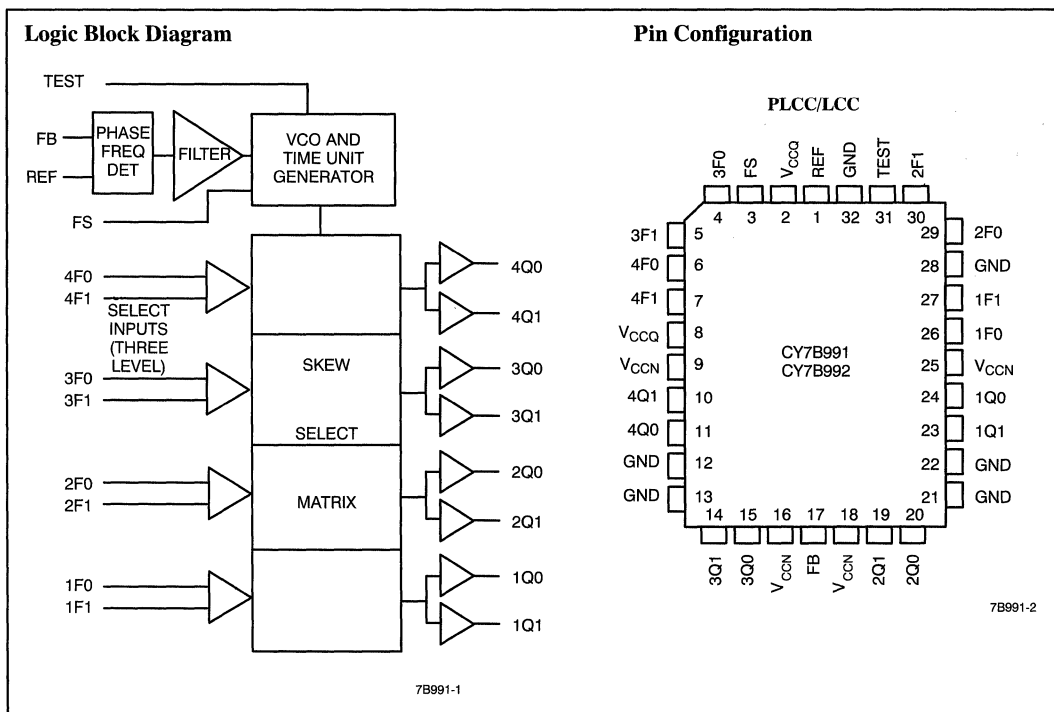 Logic Block Diagram
TEST
FB
REF
PHASE
FREQ
DET
FILTER
VCO AND
TIME UNIT
GENERATOR
FS
4F0
4F1
SELECT
INPUTS
(THREE
LEVEL)
3F0
3F1
2F0
2F1
1F0
1F1
SKEW
SELECT
MATRIX
4Q0
4Q1
3Q0
3Q1
2Q0
2Q1
1Q0
1Q1
7B991-1
Pin Configuration
PLCC/LCC
3F0 FS VCCQ REF GND TEST 2F1
4 3 2 1 32 31 30
3F1 5
4F0 6
4F1 7
VCCQ 8
VCCN 9
4Q1 10
4Q0 11
GND 12
GND 13
CY7B991
CY7B992
29 2F0
28 GND
27 1F1
26 1F0
25 VCCN
24 1Q0
23 1Q1
22 GND
21 GND
14 15 16 17 18 19 20
3Q1 3Q0 VCCN FB VCCN 2Q1 2Q0
7B991-2